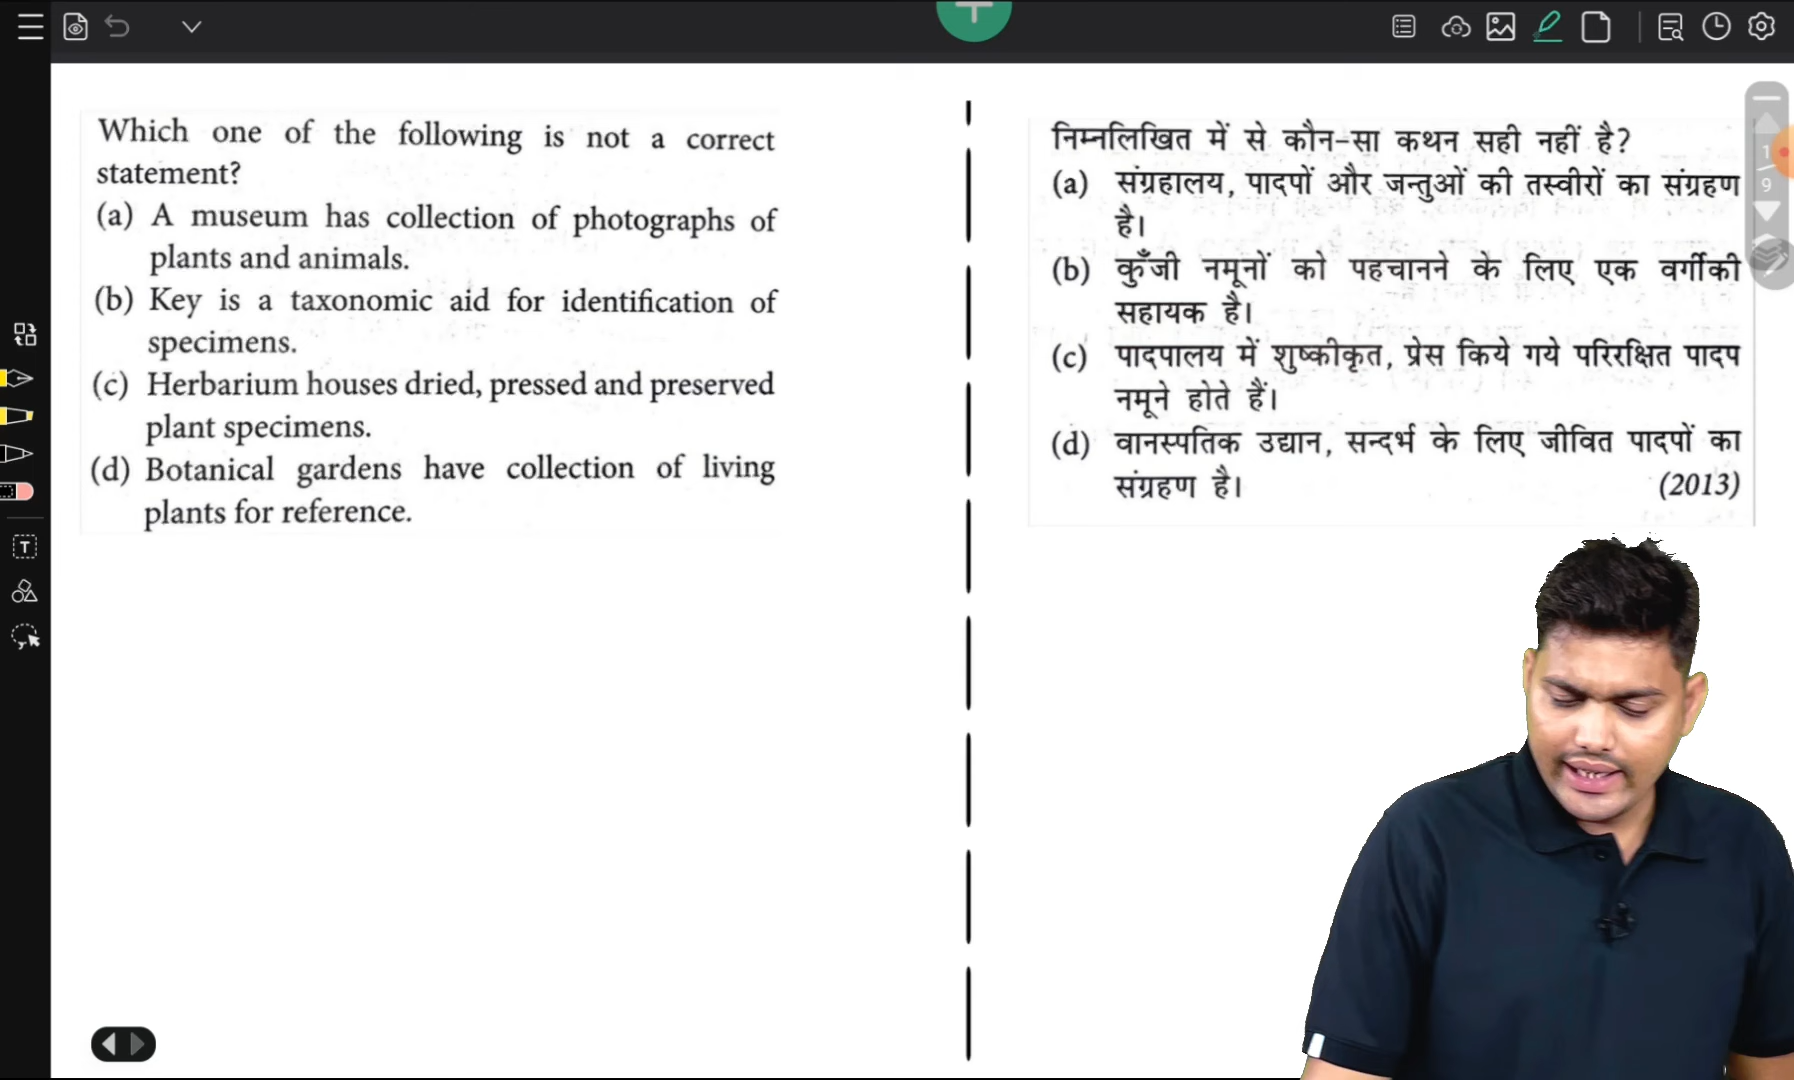 Which one of the following is not a correct
statement?
(a) A museum has collection of photographs of
plants and animals.
(b) Key is a taxonomic aid for identification of
specimens.
(c) Herbarium houses dried, pressed and preserved
plant specimens.
(d) Botanical gardens have collection of living
plants for reference.
निम्नलिखित में से कौन-सा कथन सही नहीं है?
(a) संग्रहालय, पादपों और जन्तुओं की तस्वीरों का संग्रहण
है।
(b) कुँजी नमूनों को पहचानने के लिए एक वर्गीकी
सहायक है।
(c) पादपालय में शुष्कीकृत, प्रेस किये गये परिरक्षित पादप
नमूने होते हैं।
(d) वानस्पतिक उद्यान, सन्दर्भ के लिए जीवित पादपों का
संग्रहण है। (2013)
1
9
T